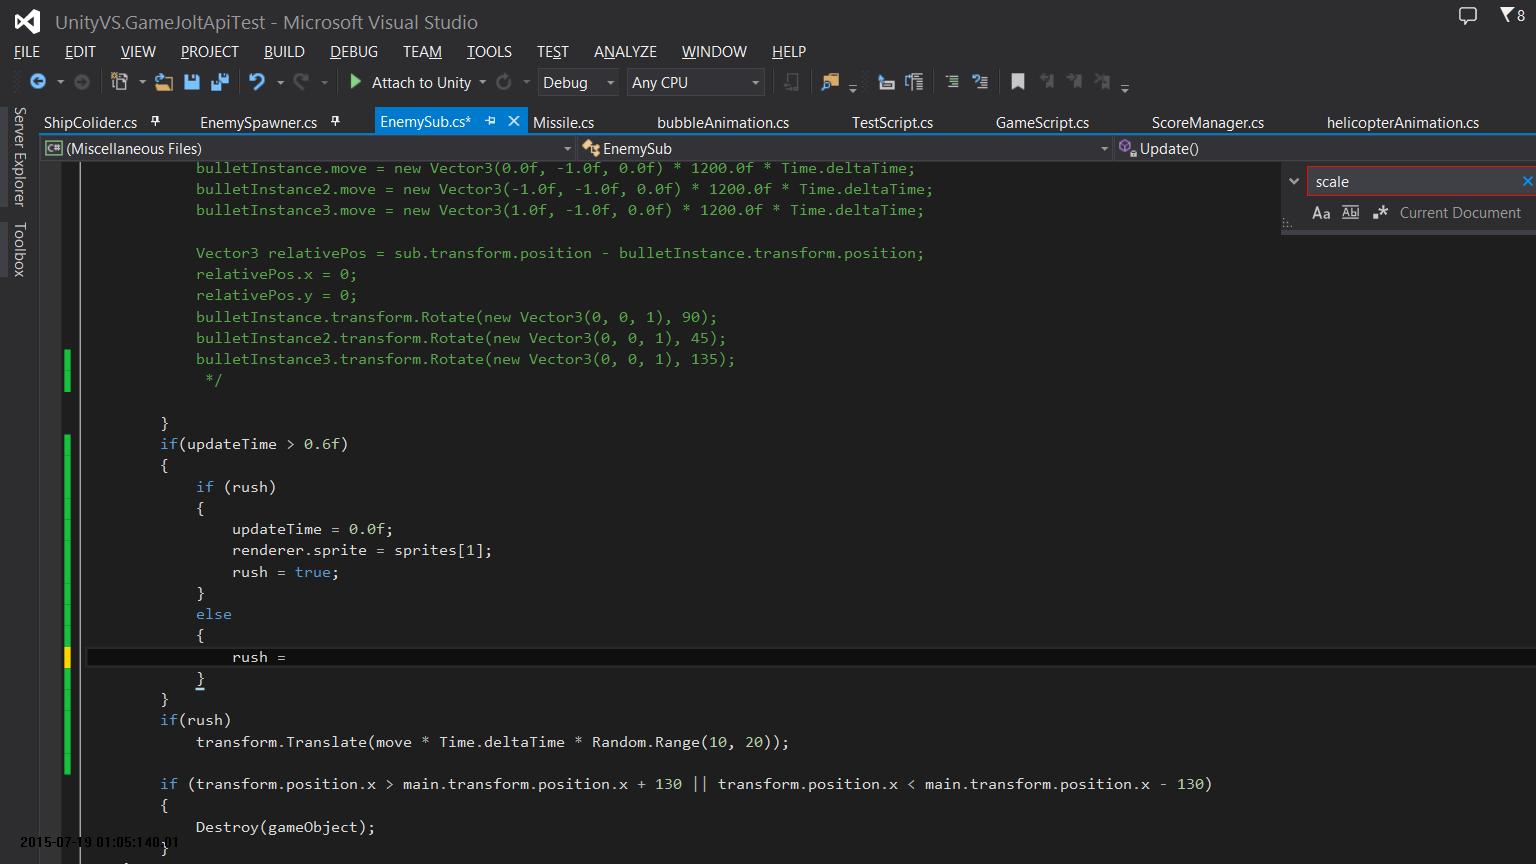 UnityVS.GameJoltApiTest - Microsoft Visual Studio
8
FILE EDIT VIEW PROJECT BUILD DEBUG TEAM TOOLS TEST ANALYZE WINDOW HELP
Attach to Unity Debug Any CPU
Server Explorer
Toolbox
ShipColider.cs EnemySpawner.cs EnemySub.cs* Missile.cs bubbleAnimation.cs TestScript.cs GameScript.cs ScoreManager.cs helicopterAnimation.cs
C# (Miscellaneous Files) EnemySub Update()
scale
Aa Abl .* Current Document
bulletInstance.move = new Vector3(0.0f, -1.0f, 0.0f) * 1200.0f * Time.deltaTime;
bulletInstance2.move = new Vector3(-1.0f, -1.0f, 0.0f) * 1200.0f * Time.deltaTime;
bulletInstance3.move = new Vector3(1.0f, -1.0f, 0.0f) * 1200.0f * Time.deltaTime;
Vector3 relativePos = sub.transform.position - bulletInstance.transform.position;
relativePos.x = 0;
relativePos.y = 0;
bulletInstance.transform.Rotate(new Vector3(0, 0, 1), 90);
bulletInstance2.transform.Rotate(new Vector3(0, 0, 1), 45);
bulletInstance3.transform.Rotate(new Vector3(0, 0, 1), 135);
*/
}
if(updateTime > 0.6f)
{
if (rush)
{
updateTime = 0.0f;
renderer.sprite = sprites[1];
rush = true;
}
else
{
rush =
}
}
if(rush)
transform.Translate(move * Time.deltaTime * Random.Range(10, 20));
if (transform.position.x > main.transform.position.x + 130 || transform.position.x < main.transform.position.x - 130)
{
Destroy(gameObject);
}